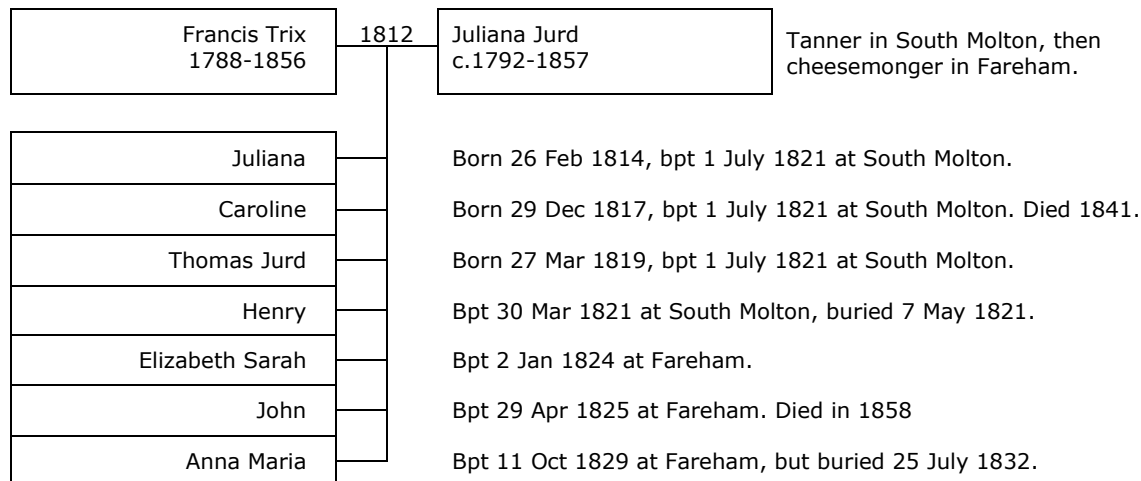 Francis Trix
1788-1856
1812
Juliana Jurd
c.1792-1857
Tanner in South Molton, then
cheesemonger in Fareham.
Juliana
Born 26 Feb 1814, bpt 1 July 1821 at South Molton.
Caroline
Born 29 Dec 1817, bpt 1 July 1821 at South Molton. Died 1841.
Thomas Jurd
Born 27 Mar 1819, bpt 1 July 1821 at South Molton.
Henry
Bpt 30 Mar 1821 at South Molton, buried 7 May 1821.
Elizabeth Sarah
Bpt 2 Jan 1824 at Fareham.
John
Bpt 29 Apr 1825 at Fareham. Died in 1858
Anna Maria
Bpt 11 Oct 1829 at Fareham, but buried 25 July 1832.